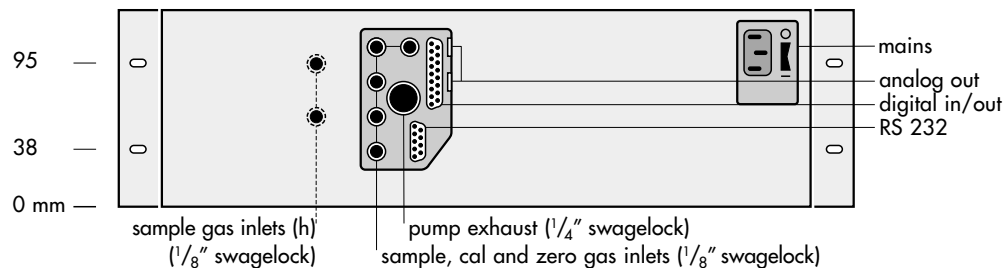 mains
95
analog out
digital in/out
RS 232
38
0 mm
sample gas inlets (h)
(1/8" swagelock)
pump exhaust (1/4" swagelock)
sample, cal and zero gas inlets (1/8" swagelock)